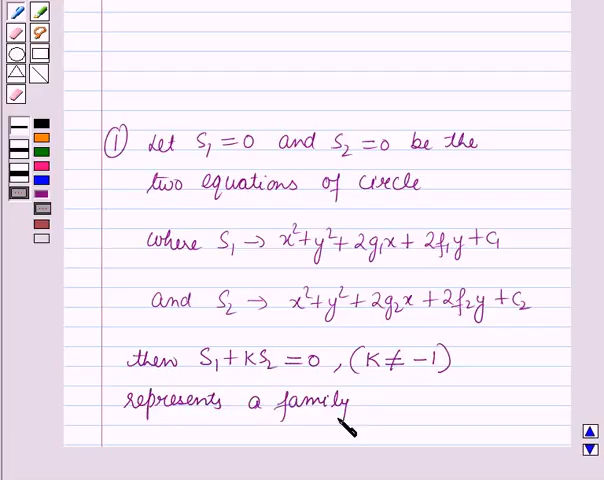 ① Let S₁ = 0 and S₂ = 0 be the
two equations of circle
where S₁ → x² + y² + 2g₁x + 2f₁y + C₁
and S₂ → x² + y² + 2g₂x + 2f₂y + C₂
then S₁ + KS₂ = 0 , (K ≠ -1)
represents a family